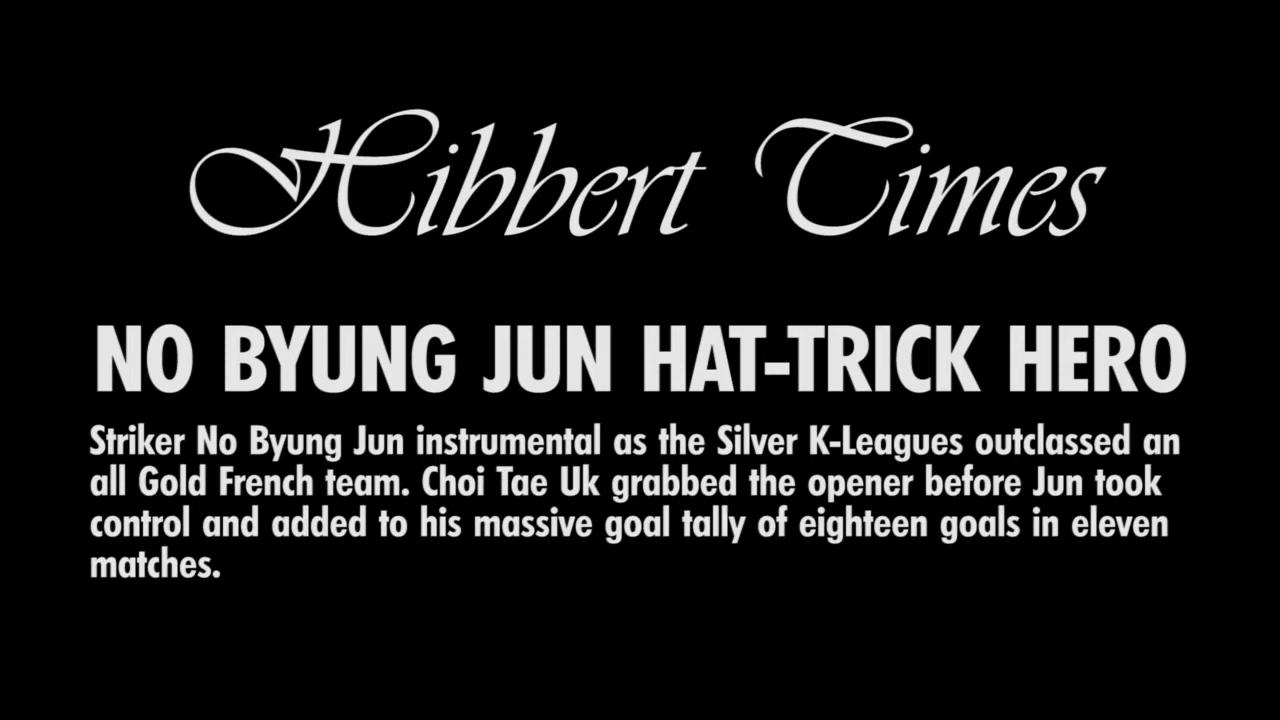 Hibbert Times
NO BYUNG JUN HAT-TRICK HERO
Striker No Byung Jun instrumental as the Silver K-Leagues outclassed an
all Gold French team. Choi Tae Uk grabbed the opener before Jun took
control and added to his massive goal tally of eighteen goals in eleven
matches.